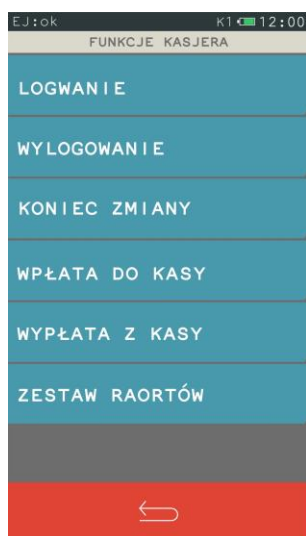 EJ:ok K1 12:00
FUNKCJE KASJERA
LOGWANIE
WYLOGOWANIE
KONIEC ZMIANY
WPŁATA DO KASY
WYPŁATA Z KASY
ZESTAW RAORTÓW